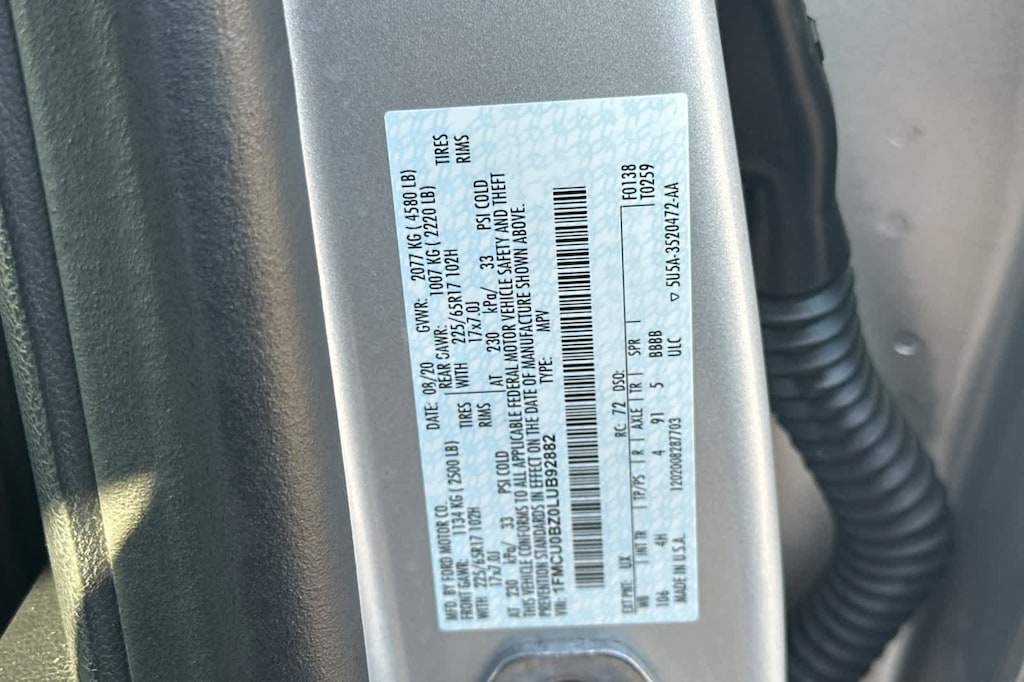 MFD. BY FORD MOTOR CO. DATE: 08/20 GVWR: 2077 KG ( 4580 LB)
FRONT GAWR: 1134 KG ( 2500 LB) REAR GAWR: 1007 KG ( 2220 LB)
WITH 225/65R17 102H TIRES WITH 225/65R17 102H TIRES
17x7.0J RIMS 17x7.0J RIMS
AT 230 kPa/ 33 PSI COLD AT 230 kPa/ 33 PSI COLD
THIS VEHICLE CONFORMS TO ALL APPLICABLE FEDERAL MOTOR VEHICLE SAFETY AND THEFT
PREVENTION STANDARDS IN EFFECT ON THE DATE OF MANUFACTURE SHOWN ABOVE.
VIN: 1FMCU0BZ0LUB92882 TYPE: MPV
EXT PNT: UX RC: 72 DSO: F0138
WB | INT TR | TP/PS | R | AXLE | TR | SPR | T0259
106 4H 4 91 5 BBBB
MADE IN U.S.A. 120200828770​3 ULC ▽ 5U5A-3520472-AA